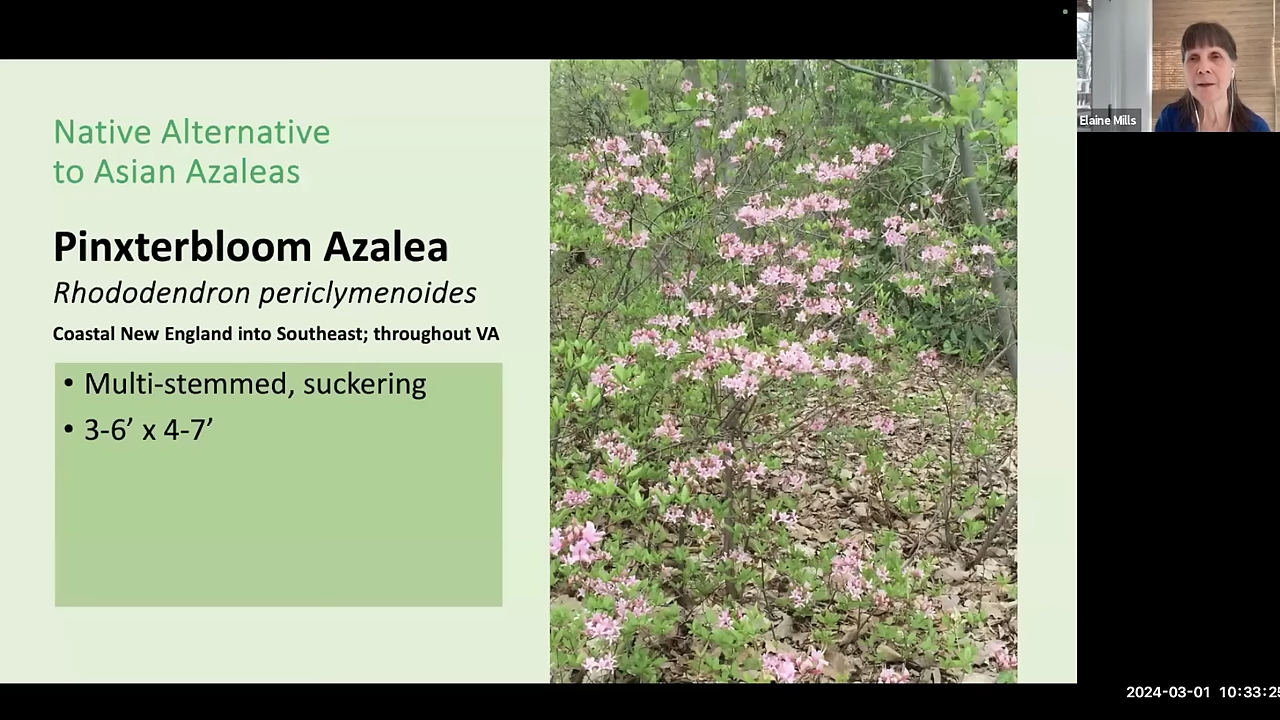 Native Alternative
to Asian Azaleas
Pinxterbloom Azalea
Rhododendron periclymenoides
Coastal New England into Southeast; throughout VA
• Multi-stemmed, suckering
• 3-6’ x 4-7’
Elaine Mills
2024-03-01 10:33:25